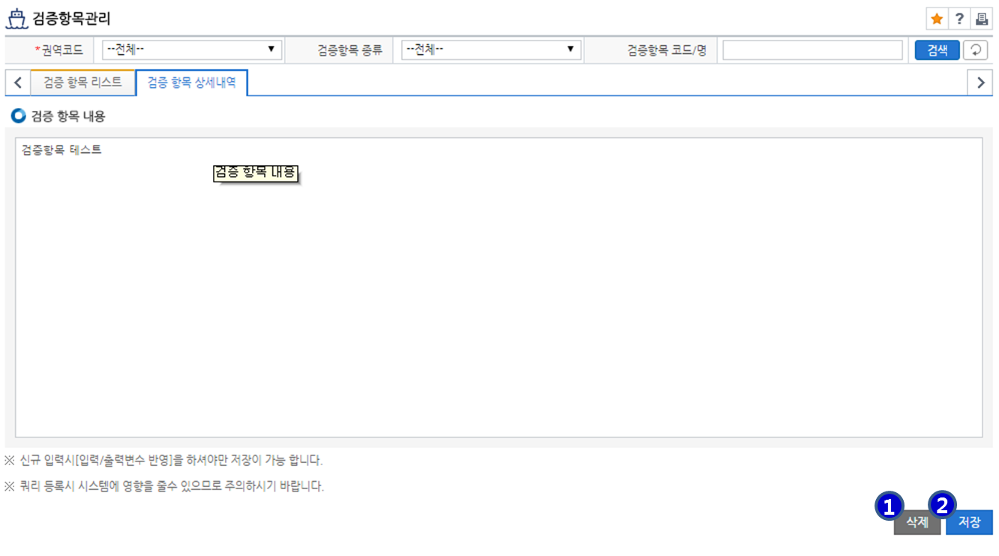 검증항목관리
?
*권역코드 --전체-- 검증항목 종류 --전체-- 검증항목 코드/명 검색
검증 항목 리스트 검증 항목 상세내역
검증 항목 내용
검증항목 테스트
검증 항목 내용
※ 신규 입력시[입력/출력변수 반영]을 하셔야만 저장이 가능 합니다.
※ 쿼리 등록시 시스템에 영향을 줄수 있으므로 주의하시기 바랍니다.
1 2
삭제 저장